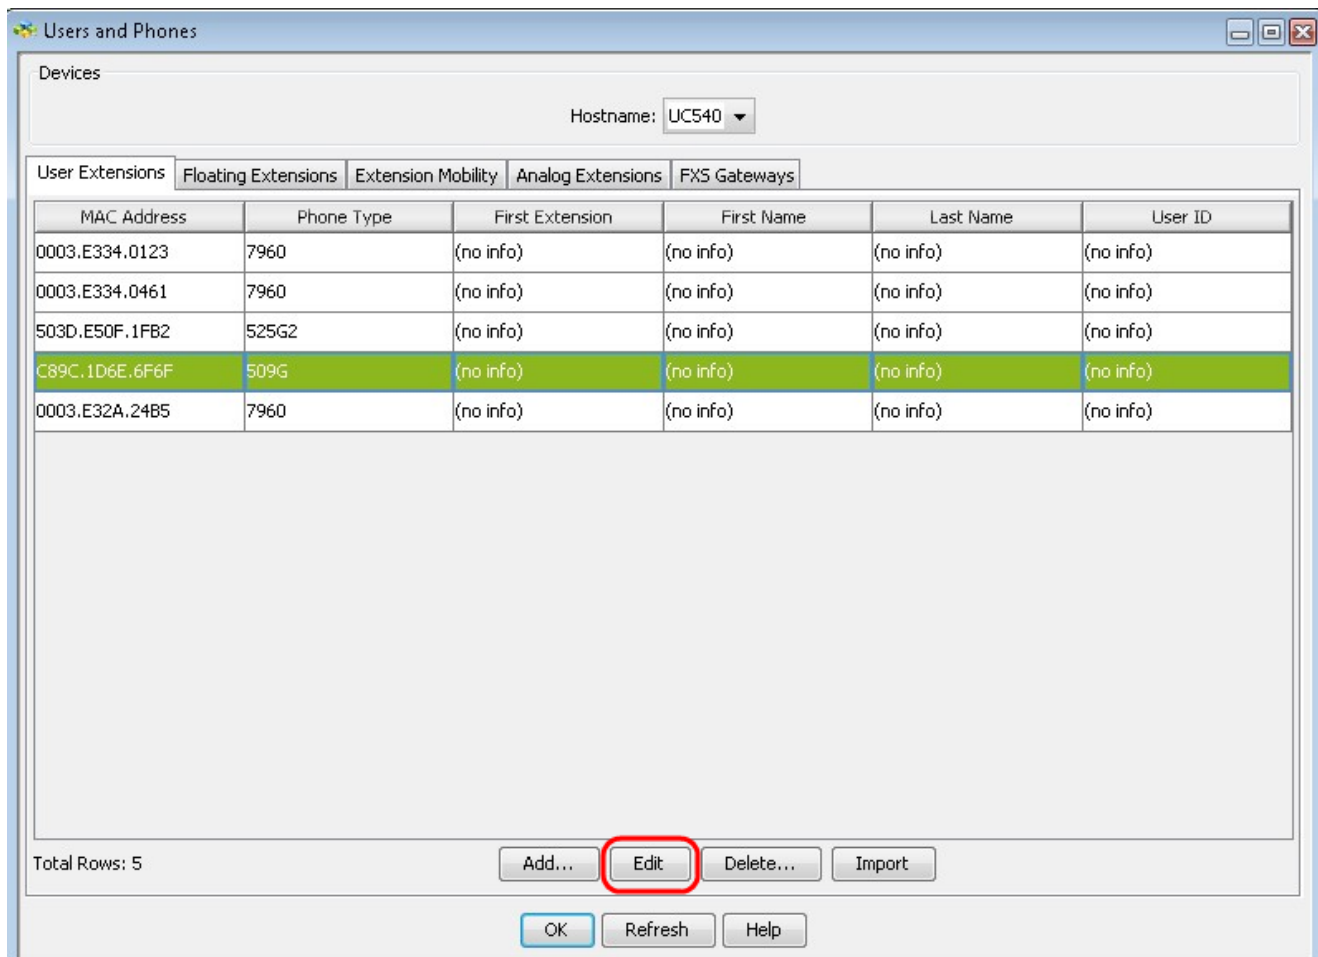 Users and Phones
Devices
Hostname: UC540
User Extensions Floating Extensions Extension Mobility Analog Extensions FXS Gateways
MAC Address Phone Type First Extension First Name Last Name User ID
0003.E334.0123 7960 (no info) (no info) (no info) (no info)
0003.E334.0461 7960 (no info) (no info) (no info) (no info)
503D.E50F.1FB2 525G2 (no info) (no info) (no info) (no info)
C89C.1D6E.6F6F 509G (no info) (no info) (no info) (no info)
0003.E32A.24B5 7960 (no info) (no info) (no info) (no info)
Total Rows: 5 Add... Edit Delete... Import
OK Refresh Help